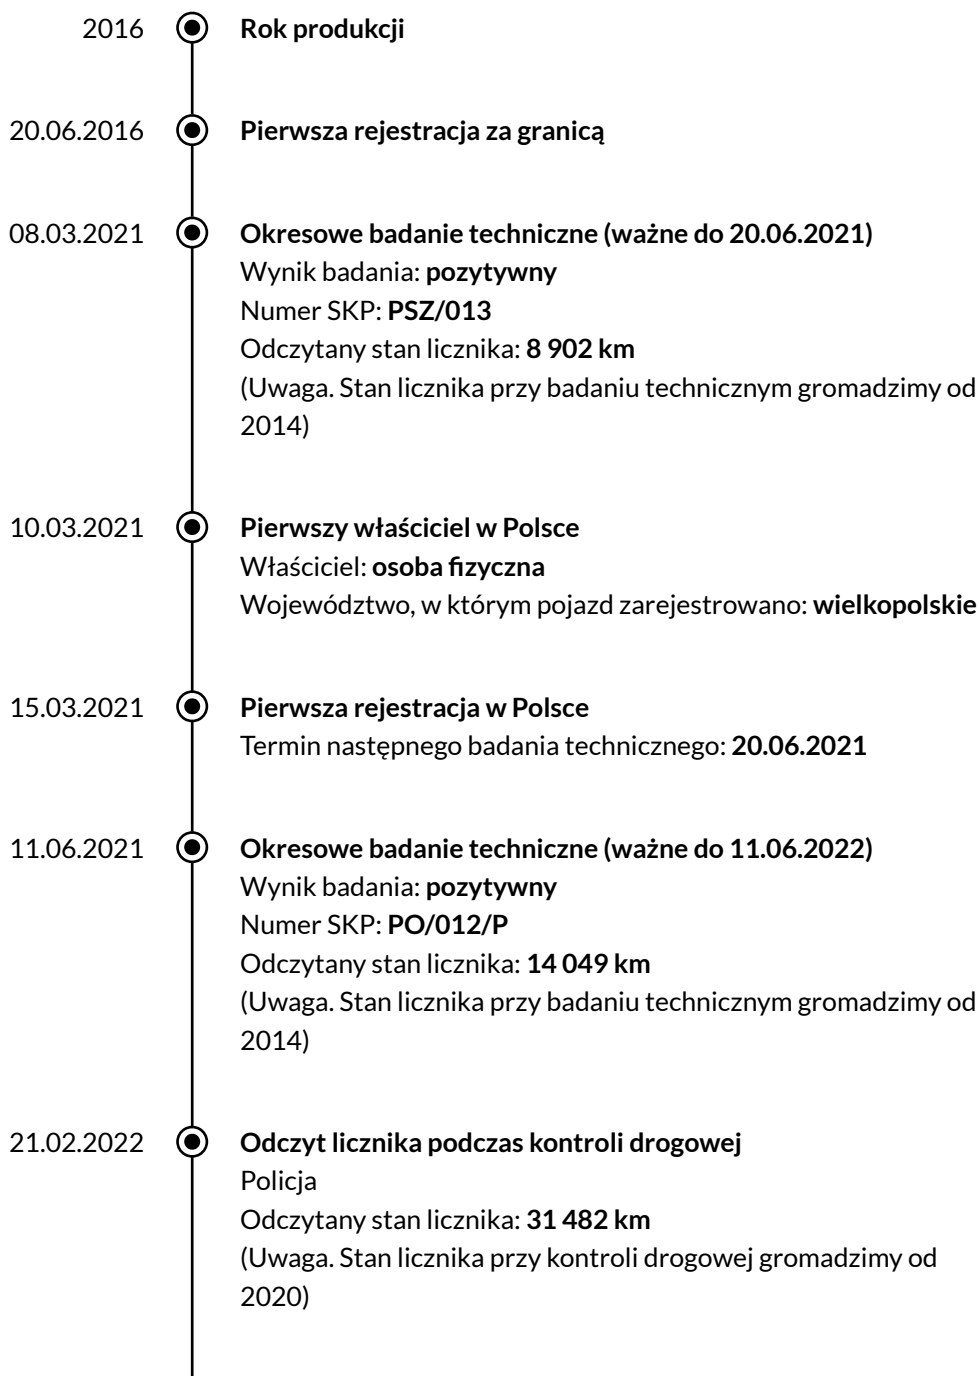 2016 Rok produkcji
20.06.2016 Pierwsza rejestracja za granicą
08.03.2021 Okresowe badanie techniczne (ważne do 20.06.2021)
Wynik badania: pozytywny
Numer SKP: PSZ/013
Odczytany stan licznika: 8 902 km
(Uwaga. Stan licznika przy badaniu technicznym gromadzimy od
2014)
10.03.2021 Pierwszy właściciel w Polsce
Właściciel: osoba fizyczna
Województwo, w którym pojazd zarejestrowano: wielkopolskie
15.03.2021 Pierwsza rejestracja w Polsce
Termin następnego badania technicznego: 20.06.2021
11.06.2021 Okresowe badanie techniczne (ważne do 11.06.2022)
Wynik badania: pozytywny
Numer SKP: PO/012/P
Odczytany stan licznika: 14 049 km
(Uwaga. Stan licznika przy badaniu technicznym gromadzimy od
2014)
21.02.2022 Odczyt licznika podczas kontroli drogowej
Policja
Odczytany stan licznika: 31 482 km
(Uwaga. Stan licznika przy kontroli drogowej gromadzimy od
2020)